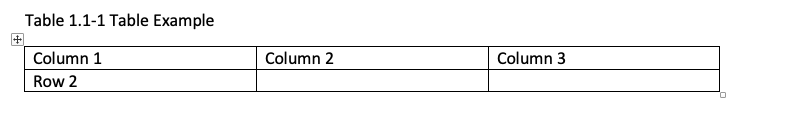 Table 1.1-1 Table Example
Column 1 Column 2 Column 3
Row 2